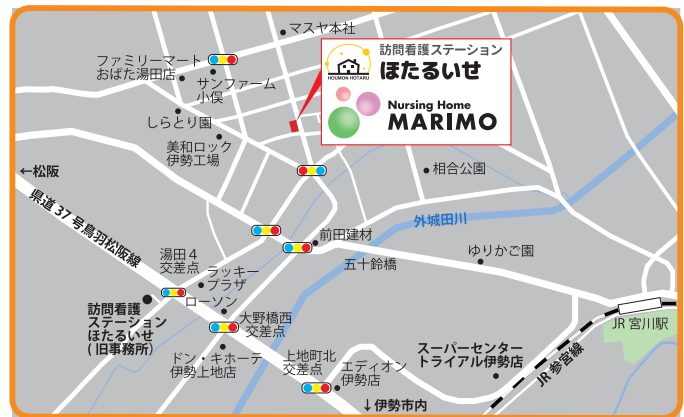 マスヤ本社
ファミリーマート
おばた湯田店
サンファーム
小俣
しらとり園
美和ロック
伊勢工場
訪問看護ステーション
ほたるいせ
HOUMON HOTARU
Nursing Home
MARIMO
←松阪
相合公園
県道37号鳥羽松阪線
外城田川
前田建材
湯田4
交差点
ラッキー
プラザ
五十鈴橋
ゆりかご園
ローソン
訪問看護
ステーション
ほたるいせ
(旧事務所)
大野橋西
交差点
JR 宮川駅
ドン・キホーテ
伊勢上地店
上地町北
交差点
エディオン
伊勢店
スーパーセンター
トライアル伊勢店
JR 参宮線
↓伊勢市内